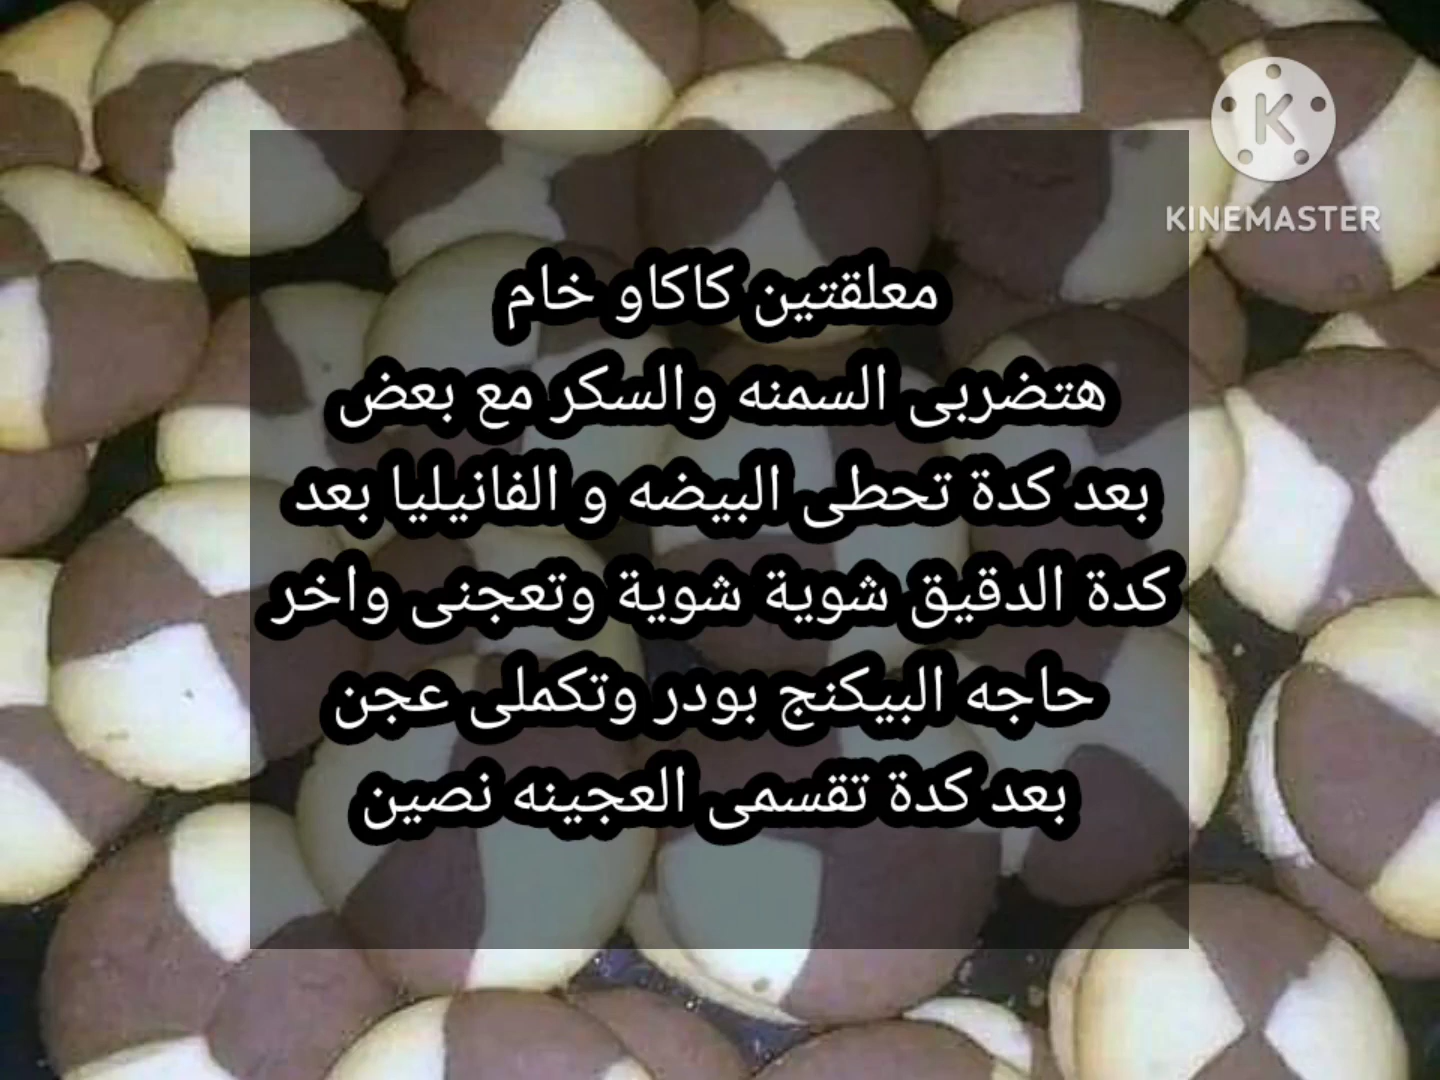 KINEMASTER
معلقتين كاكاو خام
هتضربى السمنه والسكر مع بعض
بعد كدة تحطى البيضه و الفانيليا بعد
كدة الدقيق شوية شوية وتعجنى واخر
حاجه البيكنج بودر وتكملى عجن
بعد كدة تقسمى العجينه نصين